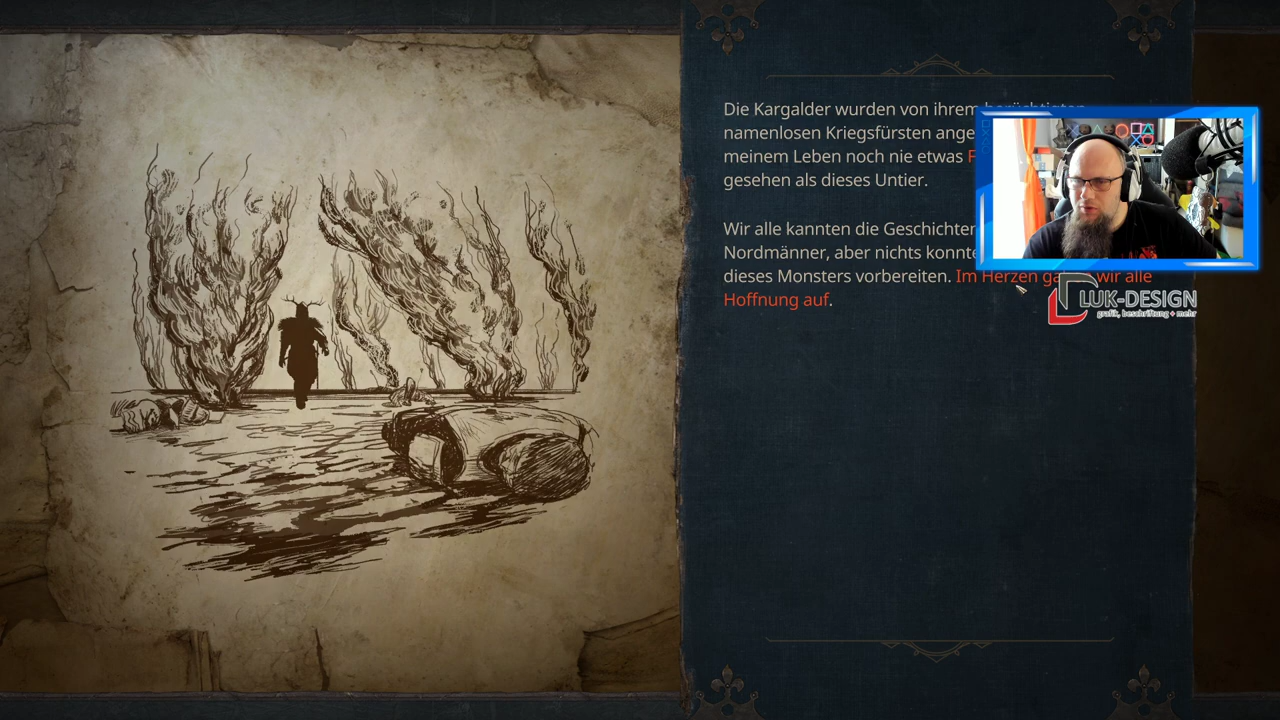 Die Kargalder wurden von ihrem berüchtigten
namenlosen Kriegsfürsten ange
meinem Leben noch nie etwas F
gesehen als dieses Untier.
Wir alle kannten die Geschichten
Nordmänner, aber nichts konnte
dieses Monsters vorbereiten. Im Herzen gaben wir alle
Hoffnung auf.
LUK-DESIGN
grafik, beschriftung + mehr